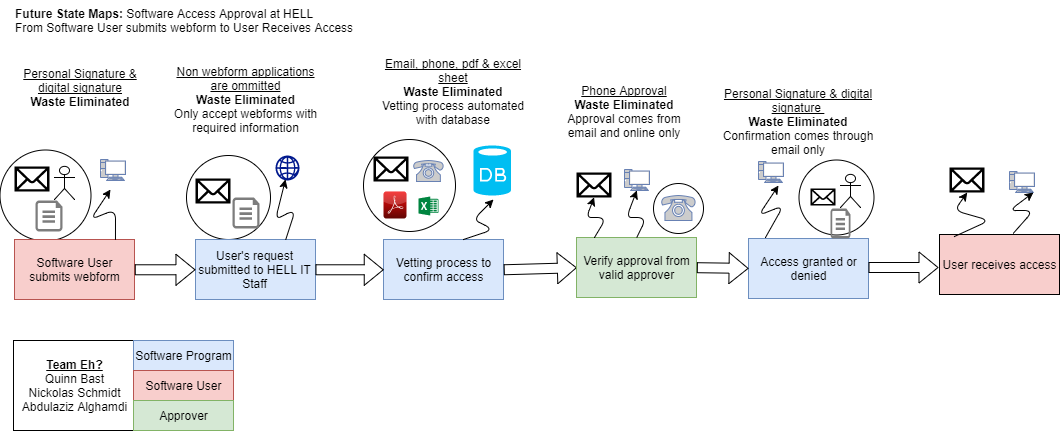 Future State Maps: Software Access Approval at HELL
From Software User submits webform to User Receives Access
Personal Signature &
digital signature
Waste Eliminated
Non webform applications
are ommitted
Waste Eliminated
Only accept webforms with
required information
Email, phone, pdf & excel
sheet
Waste Eliminated
Vetting process automated
with database
Phone Approval
Waste Eliminated
Approval comes from
email and online only
Personal Signature & digital
signature
Waste Eliminated
Confirmation comes through
email only
DB
Software User
submits webform
User's request
submitted to HELL IT
Staff
Vetting process to
confirm access
Verify approval from
valid approver
Access granted or
denied
User receives access
Team Eh?
Quinn Bast
Nickolas Schmidt
Abdulaziz Alghamdi
Software Program
Software User
Approver